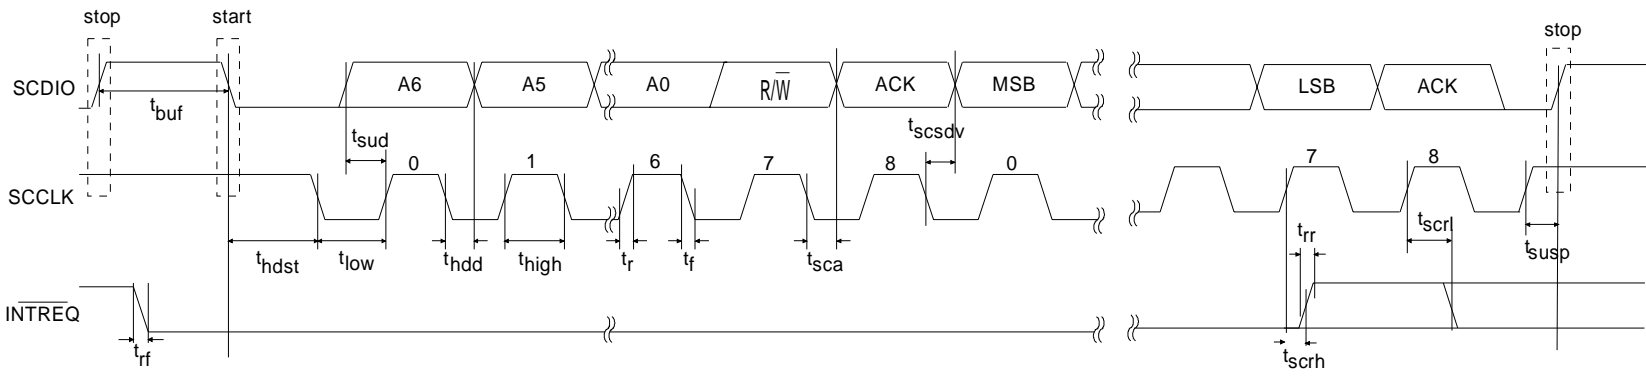 stop start stop
SCDIO A6 A5 A0 R/W̅ ACK MSB LSB ACK
t_buf
t_sud t_scsdv
0 1 6 7 8 0 7 8
SCCLK
t_rr t_scrl
t_hdst t_low t_hdd t_high t_r t_f t_sca t_susp
I̅N̅T̅R̅E̅Q̅
t_rf t_scrh